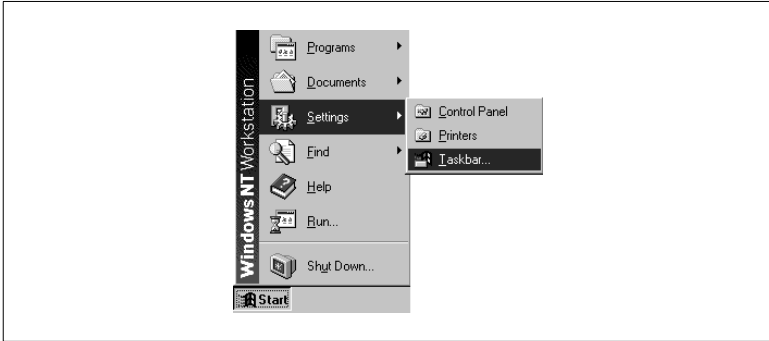 Windows NT Workstation
Programs
Documents
Settings
Find
Help
Run...
Shut Down...
Control Panel
Printers
Taskbar...
Start